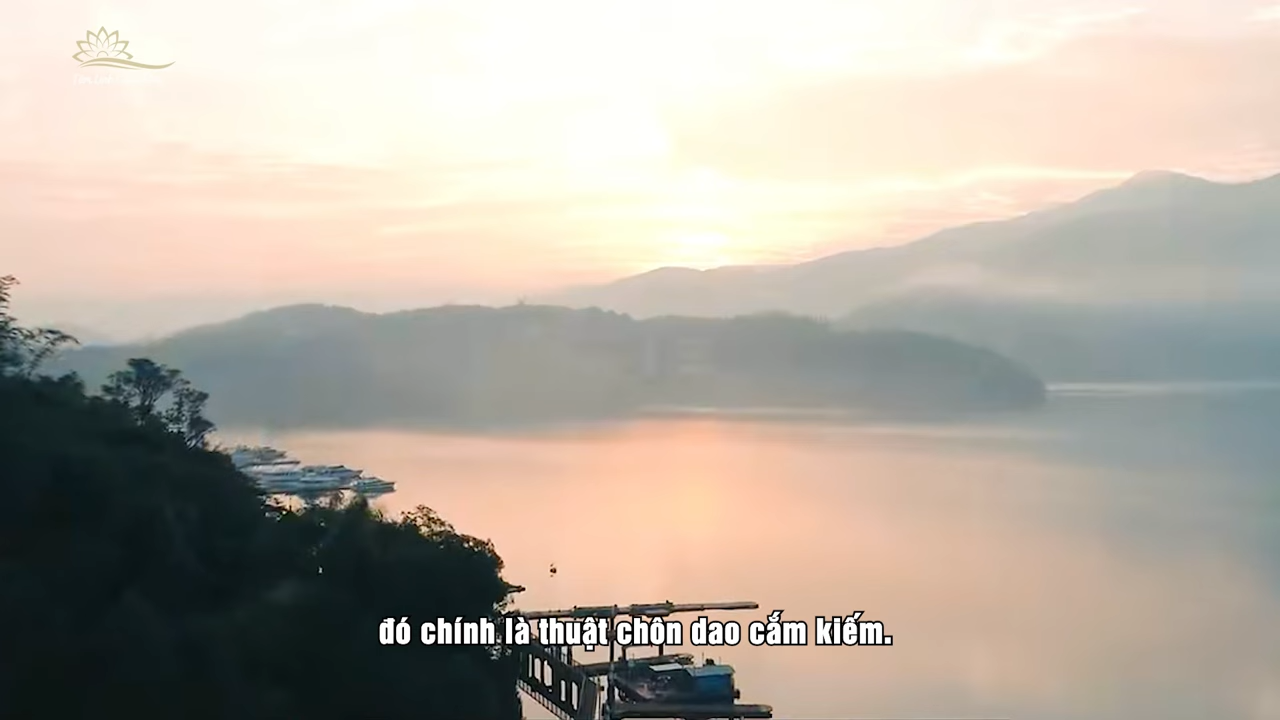 đó chính là thuật chôn dao cắm kiếm.